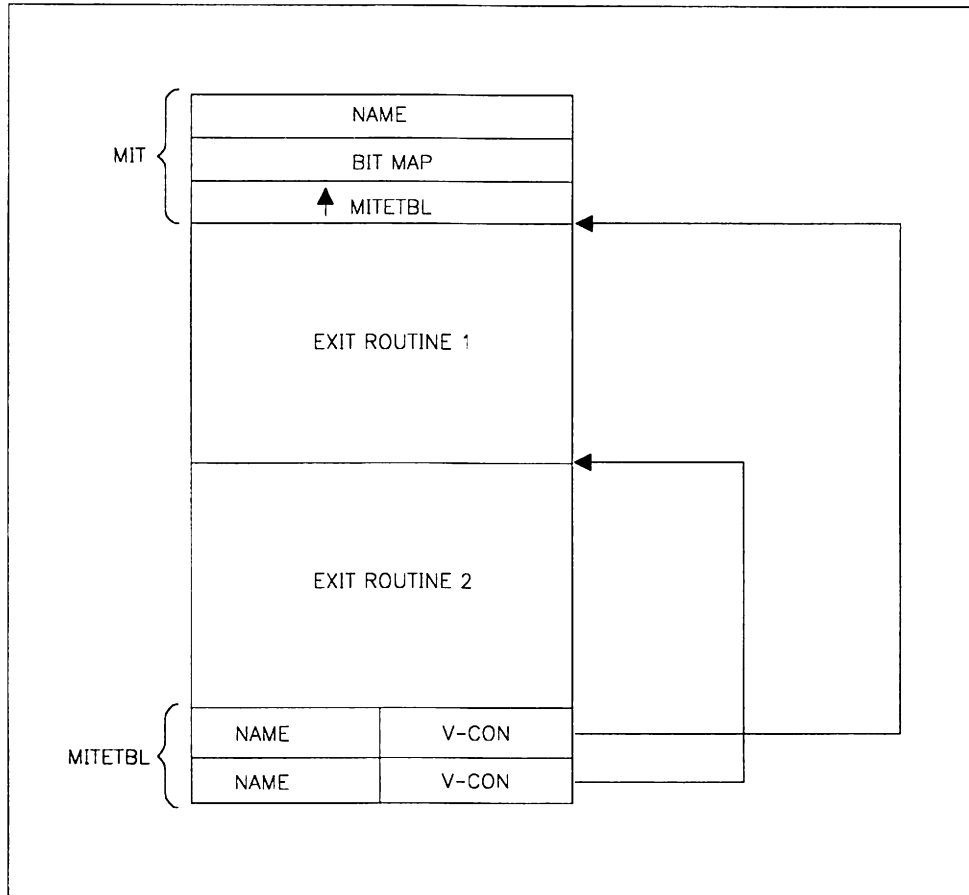 NAME
MIT
BIT MAP
MITETBL
EXIT ROUTINE 1
EXIT ROUTINE 2
NAME V-CON
MITETBL
NAME V-CON